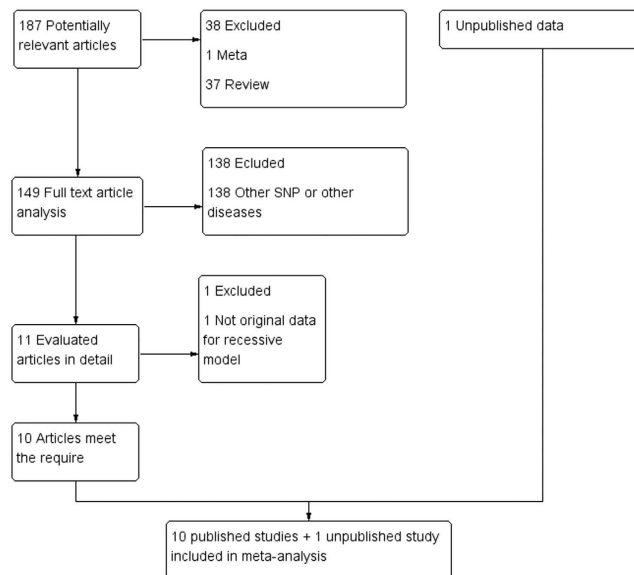 187 Potentially
relevant articles
38 Excluded
1 Meta
37 Review
1 Unpublished data
149 Full text article
analysis
138 Ecluded
138 Other SNP or other
diseases
11 Evaluated
articles in detail
1 Excluded
1 Not original data
for recessive
model
10 Articles meet
the require
10 published studies + 1 unpublished study
included in meta-analysis